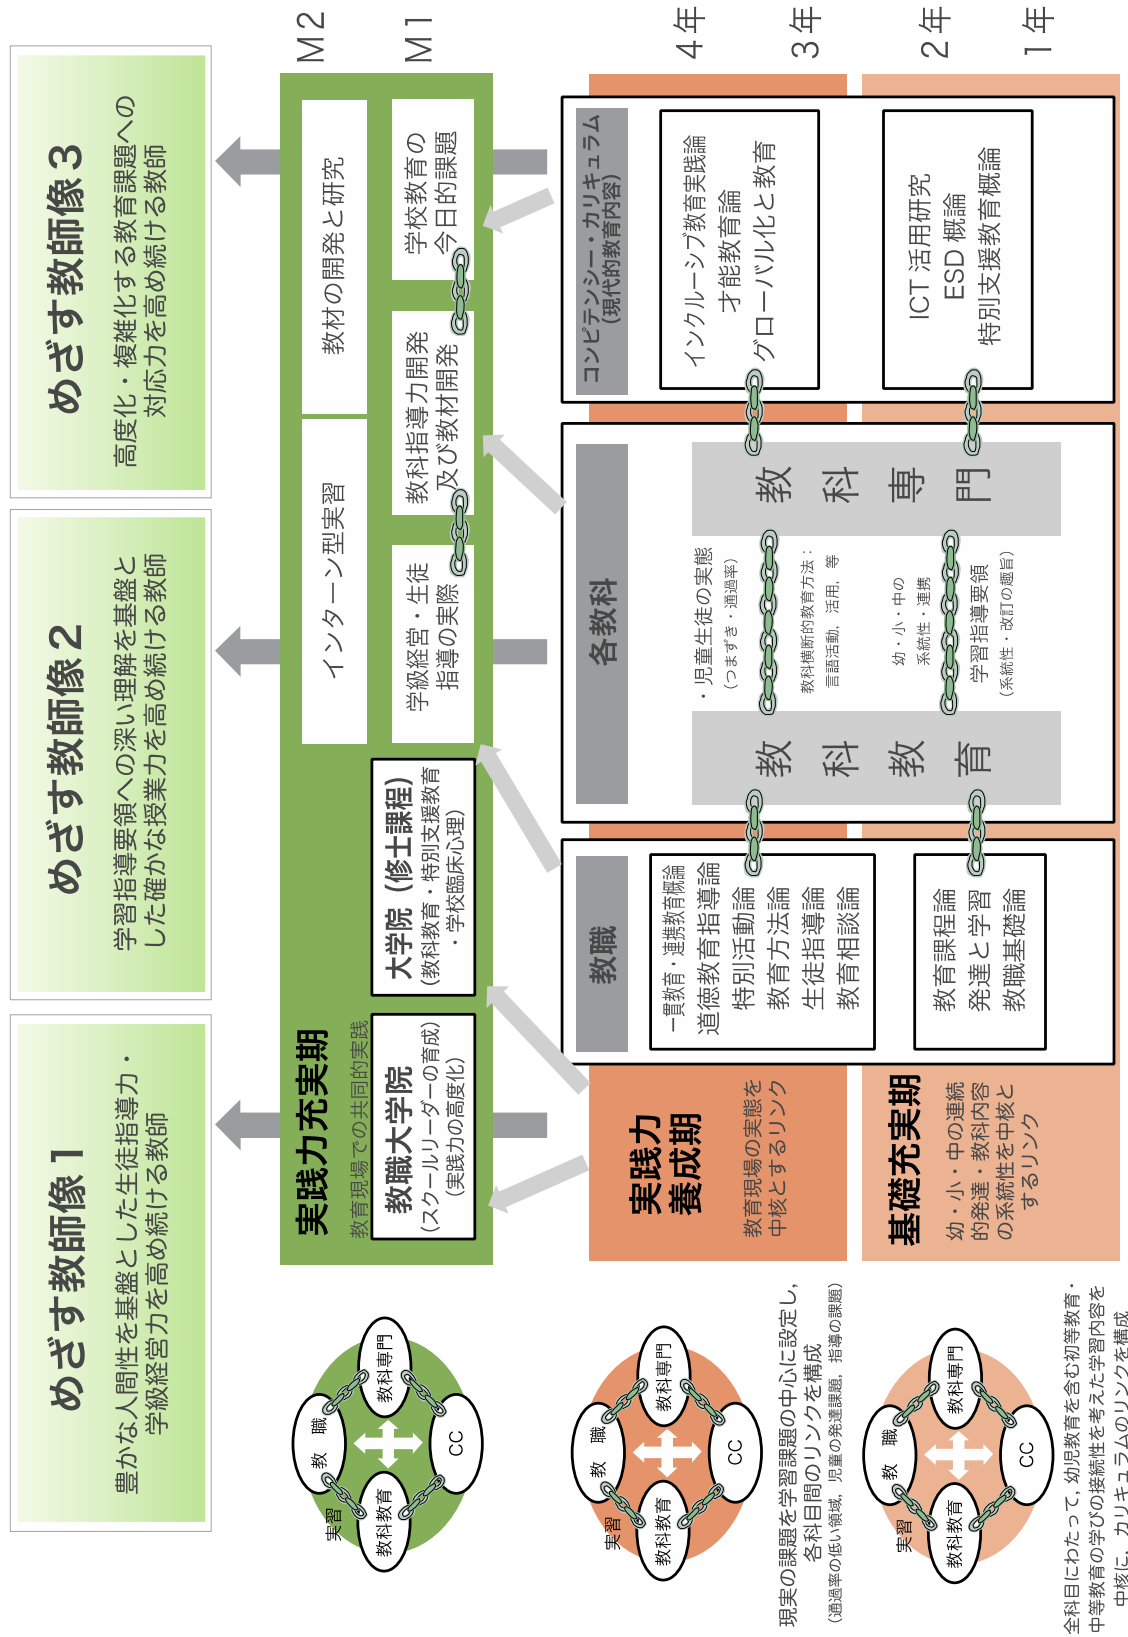 めざす教師像1
豊かな人間性を基盤とした生徒指導力・
学級経営力を高め続ける教師
めざす教師像2
学習指導要領への深い理解を基盤と
した確かな授業力を高め続ける教師
めざす教師像3
高度化・複雑化する教育課題への
対応力を高め続ける教師
M2
M1
実践力充実期
教育現場での共同的実践
教職大学院
(スクールリーダーの育成)
(実践力の高度化)
大学院(修士課程)
(教科教育・特別支援教育
・学校臨床心理)
インターン型実習
教材の開発と研究
学級経営・生徒
指導の実際
教科指導力開発
及び教材開発
学校教育の
今日的課題
教 職
実習
教科教育
教科専門
CC
4年
3年
実践力
養成期
教育現場の実態を
中核とするリンク
教 職
実習
教科教育
教科専門
CC
現実の課題を学習課題の中心に設定し,
各科目間のリンクを構成
(通過率の低い領域,児童の発達課題,指導の課題)
2年
1年
基礎充実期
幼・小・中の連続
的発達・教科内容
の系統性を中核と
するリンク
教 職
実習
教科教育
教科専門
CC
全科目にわたって,幼児教育を含む初等教育・
中等教育の学びの接続性を考えた学習内容を
中核に,カリキュラムのリンクを構成
教職
一貫教育・連携教育概論
道徳教育指導論
特別活動論
教育方法論
生徒指導論
教育相談論
教育課程論
発達と学習
教職基礎論
各教科
教科教育
・児童生徒の実態
(つまずき・通過率)
教科横断的教育方法:
言語活動,活用,等
幼・小・中の
系統性・連携
学習指導要領
(系統性・改訂の趣旨)
教科専門
コンピテンシー・カリキュラム
(現代的教育内容)
インクルーシブ教育実践論
才能教育論
グローバル化と教育
ICT 活用研究
ESD 概論
特別支援教育概論